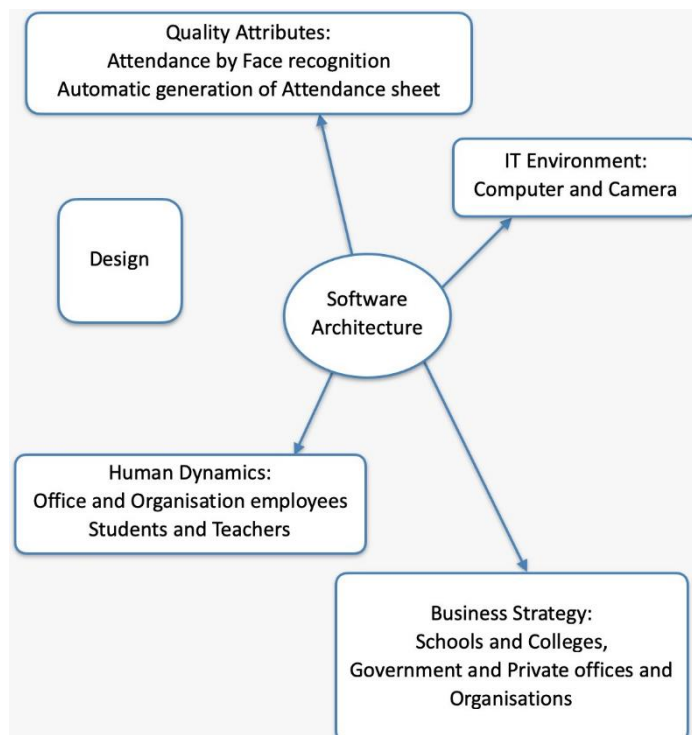 Quality Attributes:
Attendance by Face recognition
Automatic generation of Attendance sheet
IT Environment:
Computer and Camera
Design
Software
Architecture
Human Dynamics:
Office and Organisation employees
Students and Teachers
Business Strategy:
Schools and Colleges,
Government and Private offices and
Organisations